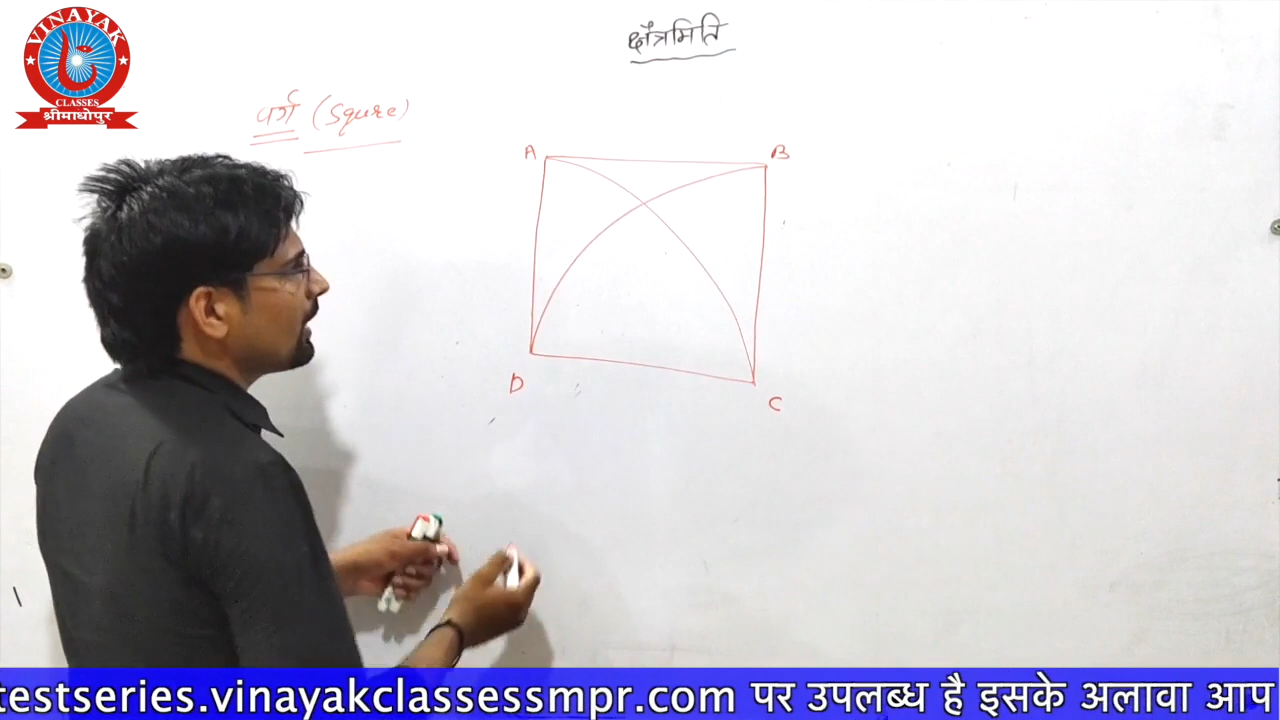 VINAYAK
CLASSES
श्रीमाधोपुर
क्षैत्रमिति
वर्ग (Squre)
A
B
D
C
testseries.vinayakclassessmpr.com पर उपलब्ध है इसके अलावा आप